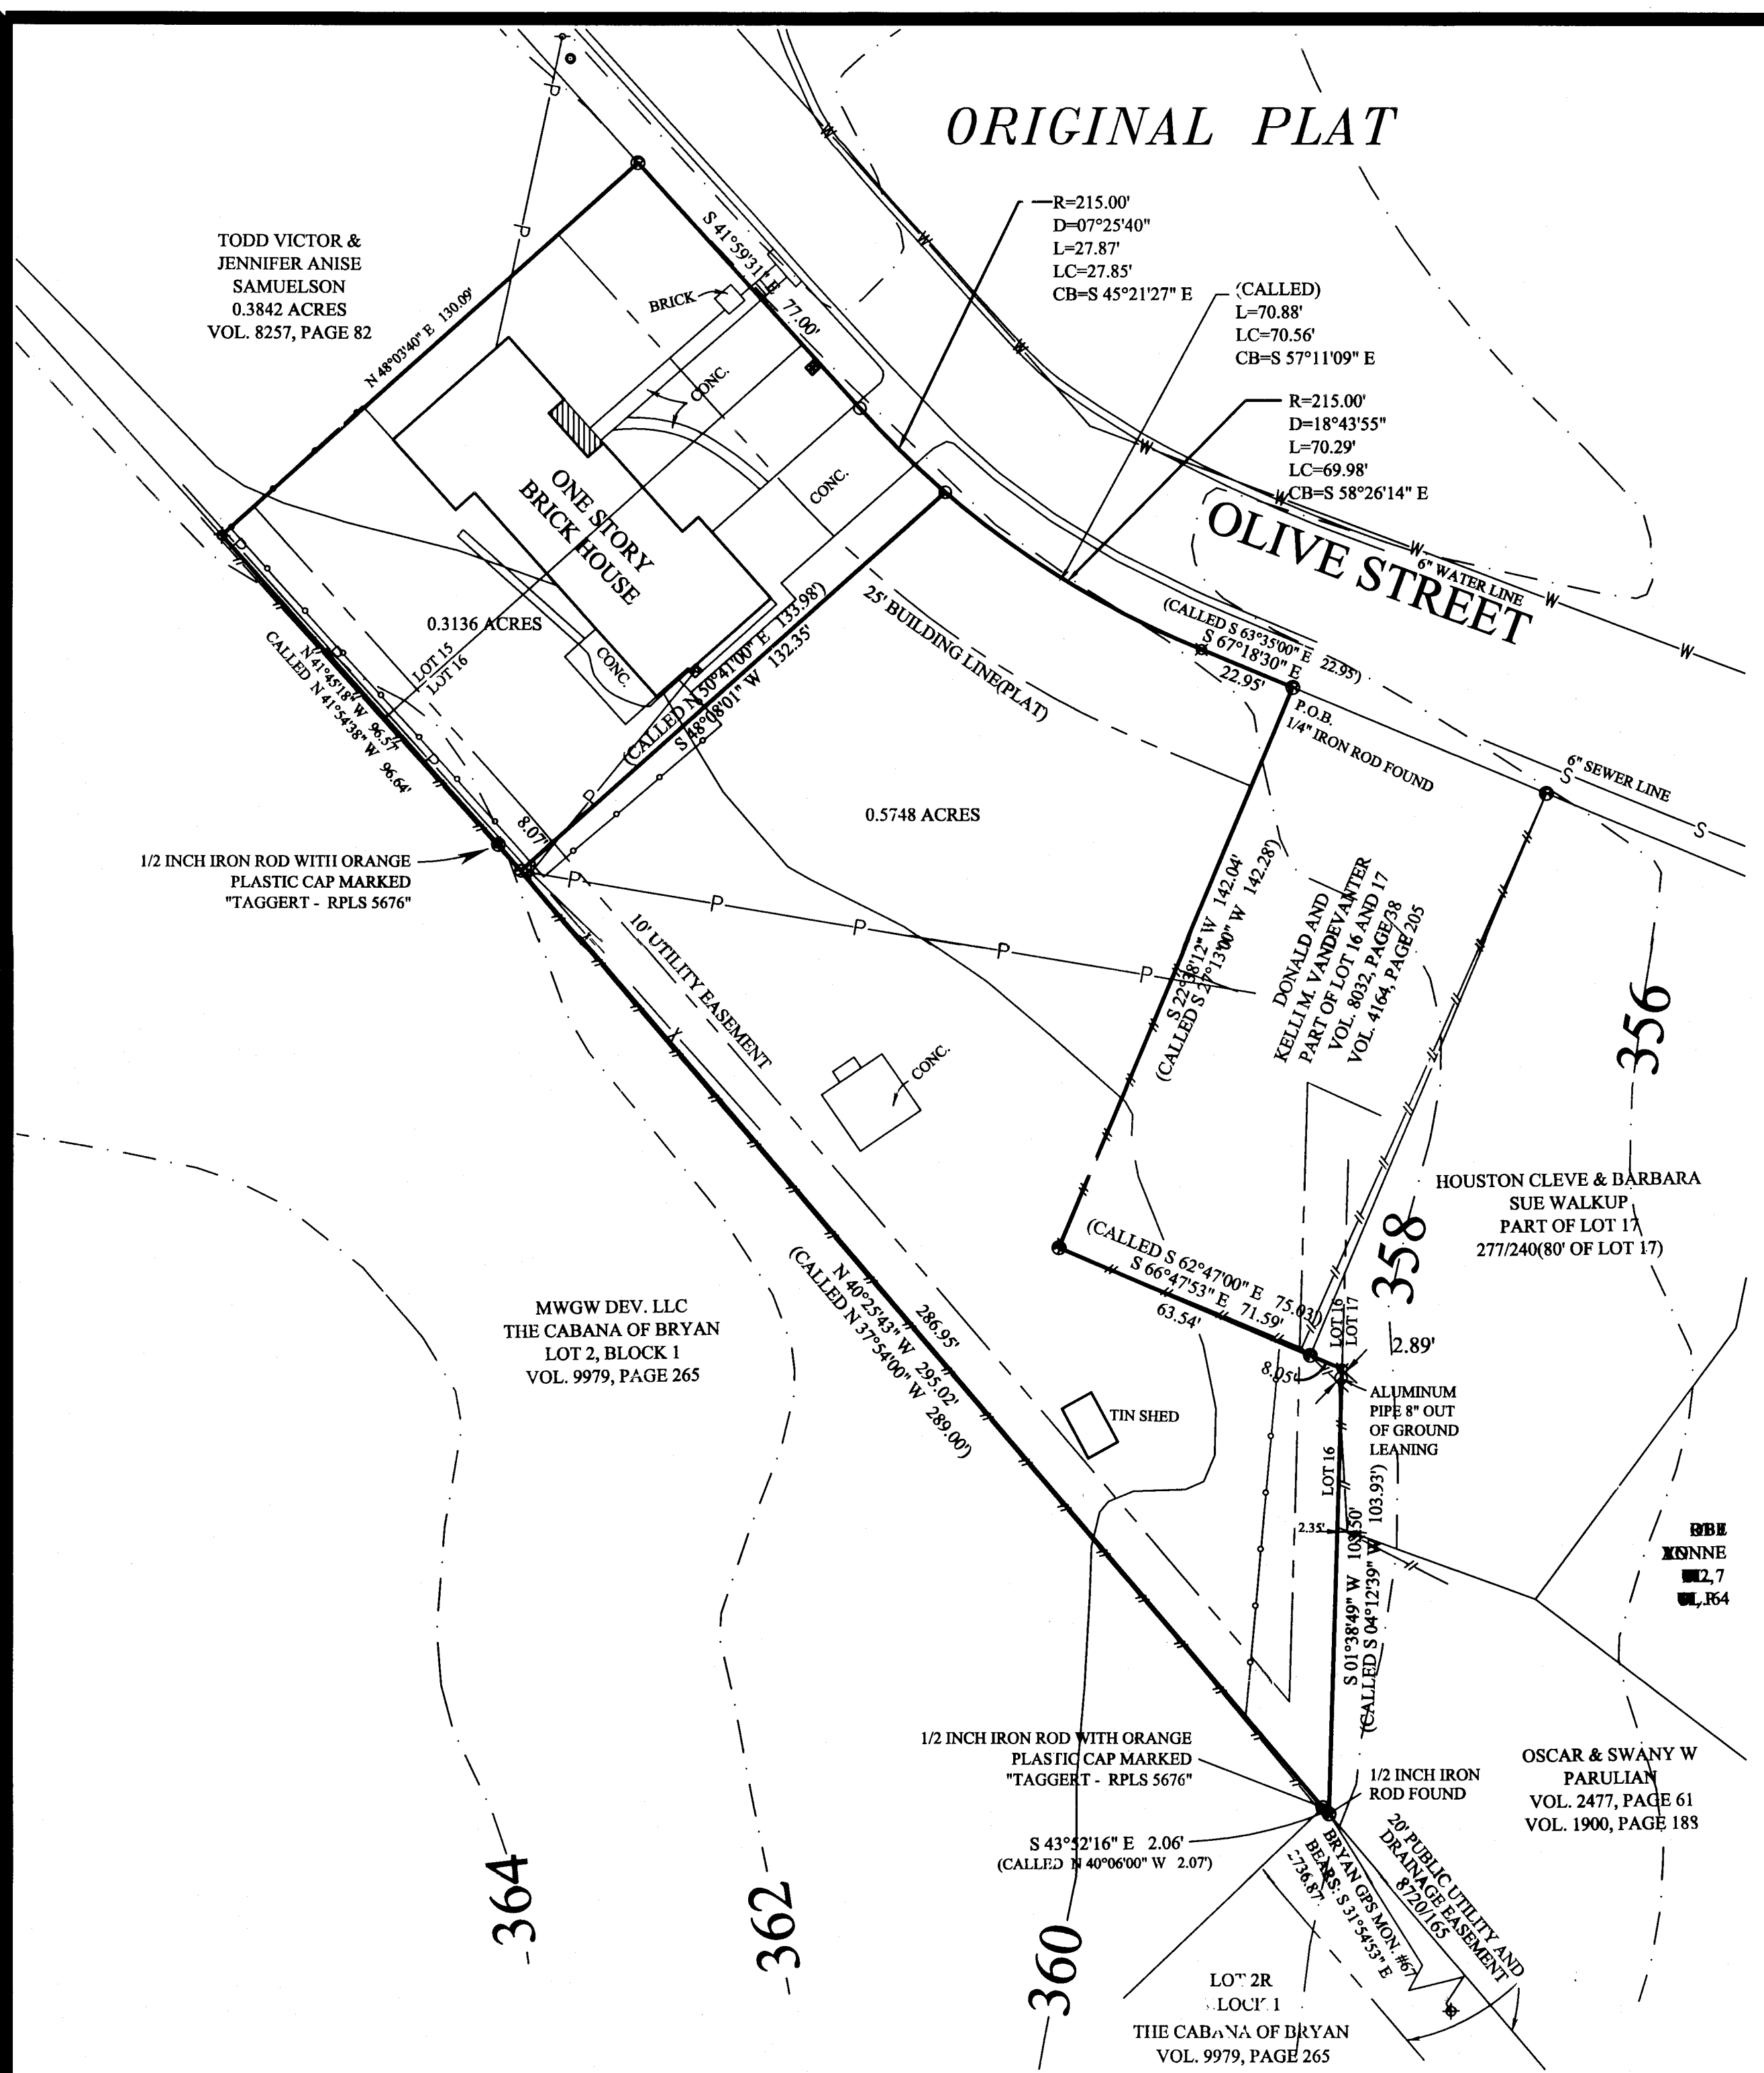 ORIGINAL PLAT
R=215.00'
D=07°25'40"
L=27.87'
LC=27.85'
CB=S 45°21'27" E
(CALLED)
L=70.88'
LC=70.56'
CB=S 57°11'09" E
R=215.00'
D=18°43'55"
L=70.29'
LC=69.98'
CB=S 58°26'14" E
TODD VICTOR &
JENNIFER ANISE
SAMUELSON
0.3842 ACRES
VOL. 8257, PAGE 82
N 48°03'40" E 130.09'
S 41°59'31" E 77.00'
BRICK
CONC.
CONC.
ONE STORY
BRICK HOUSE
CONC.
0.3136 ACRES
LOT 15
LOT 16
N 41°45'18" W 96.57'
CALLED N 41°54'38" W 96.64'
(CALLED N 50°41'00" E 133.98')
S 48°08'01" W 132.35'
8.07'
25' BUILDING LINE(PLAT)
OLIVE STREET
6" WATER LINE
W
W
W
W
W
W
W
W
(CALLED S 63°35'00" E 22.95')
S 67°18'30" E
22.95'
P.O.B.
1/4" IRON ROD FOUND
6" SEWER LINE
S
S
P
P
P
P
P
P
P
P
P
P
P
0.5748 ACRES
1/2 INCH IRON ROD WITH ORANGE
PLASTIC CAP MARKED
"TAGGERT - RPLS 5676"
10' UTILITY EASEMENT
CONC.
S 22°38'12" W 142.04'
(CALLED S 27°13'00" W 142.28')
DONALD AND
KELLI M. VANDEVANTER
PART OF LOT 16 AND 17
VOL. 8032, PAGE 38
VOL. 4164, PAGE 205
356
358
HOUSTON CLEVE & BARBARA
SUE WALKUP
PART OF LOT 17
277/240(80' OF LOT 17)
(CALLED S 62°47'00" E 75.03')
S 66°47'53" E 71.59'
63.54'
8.05'
LOT 16
LOT 17
2.89'
ALUMINUM
PIPE 8" OUT
OF GROUND
LEANING
MWGW DEV. LLC
THE CABANA OF BRYAN
LOT 2, BLOCK 1
VOL. 9979, PAGE 265
286.95'
N 40°25'43" W 295.02'
(CALLED N 37°54'00" W 289.00')
TIN SHED
LOT 16
2.35'
S 01°38'49" W
(CALLED S 04°12'39" W 103.93')
1/2 INCH IRON ROD WITH ORANGE
PLASTIC CAP MARKED
"TAGGERT - RPLS 5676"
1/2 INCH IRON
ROD FOUND
S 43°52'16" E 2.06'
(CALLED N 40°06'00" W 2.07')
OSCAR & SWANY W
PARULIAN
VOL. 2477, PAGE 61
VOL. 1900, PAGE 188
20' PUBLIC UTILITY AND
DRAINAGE EASEMENT
8720/165
BRYAN GPS MON. #67
BEARS: S 31°54'53" E
2736.87'
364
362
360
LOT 2R
BLOCK 1
THE CABANA OF BRYAN
VOL. 9979, PAGE 265